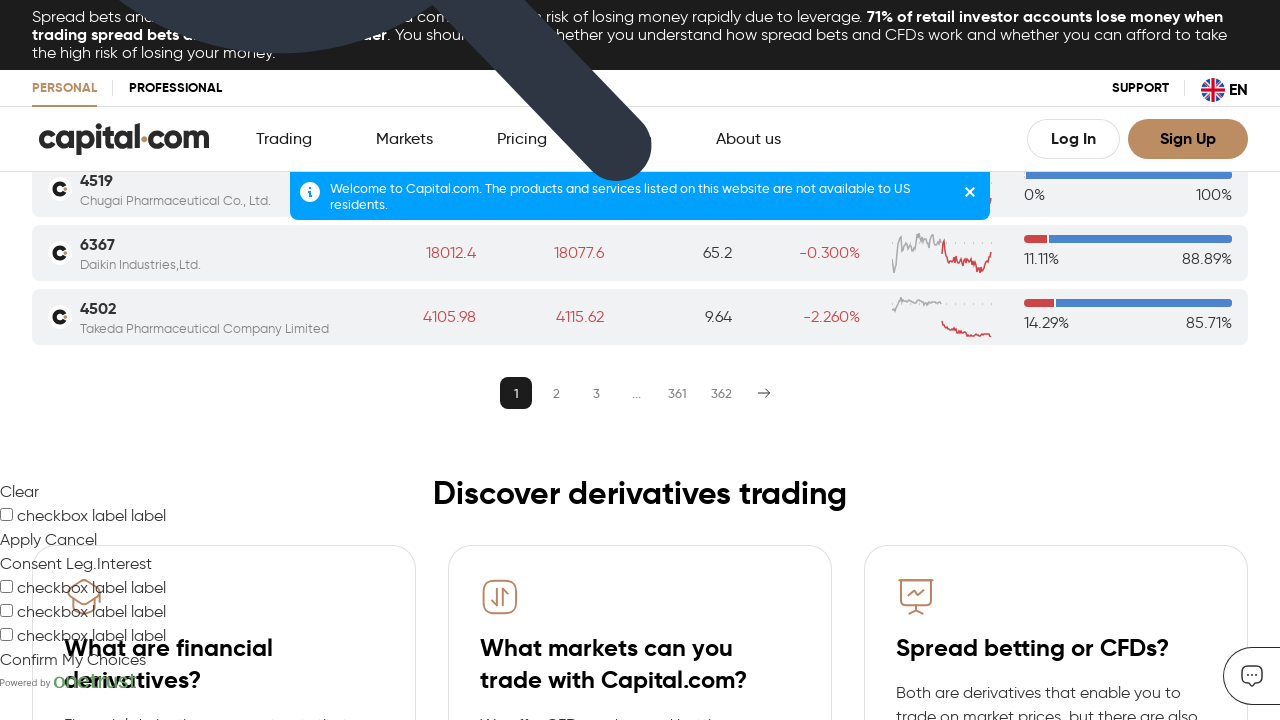 Spread bets and risk of losing money rapidly due to leverage. 71% of retail investor accounts lose money when
trading spread bets . You should whether you understand how spread bets and CFDs work and whether you can afford to take
the high risk of losing your money.
PERSONAL PROFESSIONAL SUPPORT EN
capital.com Trading Markets Pricing About us Log In Sign Up
4519
Chugai Pharmaceutical Co., Ltd.
Welcome to Capital.com. The products and services listed on this website are not available to US
residents.
0% 100%
6367
Daikin Industries,Ltd.
18012.4 18077.6 65.2 -0.300%
11.11% 88.89%
4502
Takeda Pharmaceutical Company Limited
4105.98 4115.62 9.64 -2.260%
14.29% 85.71%
1 2 3 ... 361 362
Discover derivatives trading
Clear
checkbox label label
Apply Cancel
Consent Leg.Interest
checkbox label label
checkbox label label
checkbox label label
Confirm My Choices
Powered by onetrust
What are financial
derivatives?
What markets can you
trade with Capital.com?
Spread betting or CFDs?
Both are derivatives that enable you to
trade on market prices, but there are also